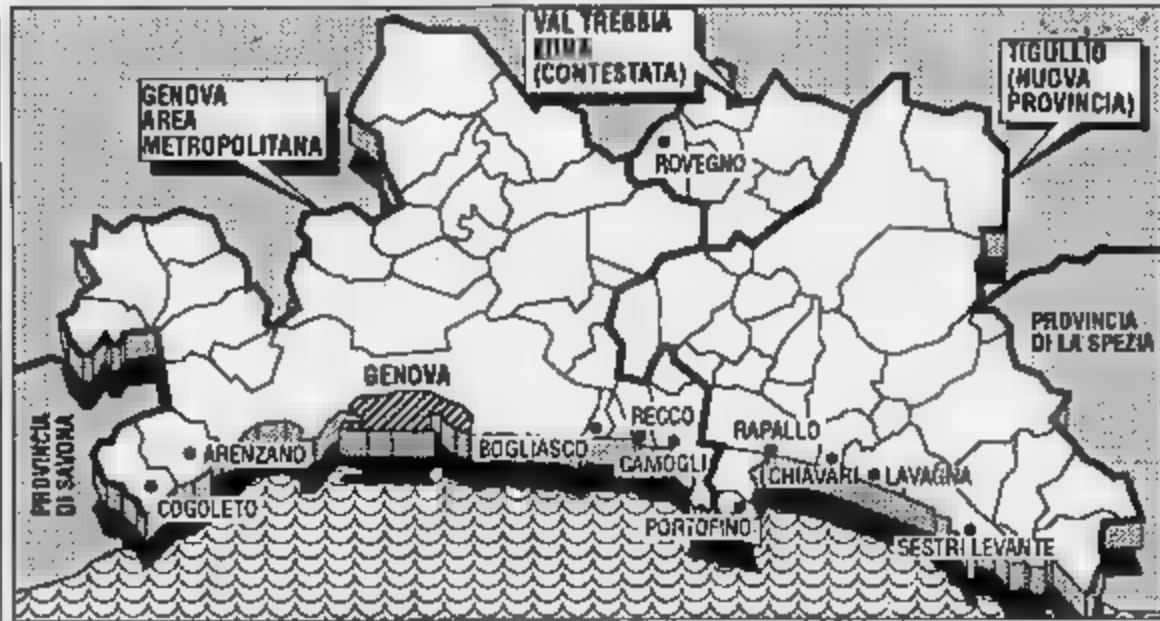 VAL TREBBIA
(CONTESTATA)
TIGULLIO
(NUOVA
PROVINCIA)
GENOVA
AREA
METROPOLITANA
ROVEGNO
PROVINCIA
DI LA SPEZIA
GENOVA
RECCO
RAPALLO
PROVINCIA
DI SAVONA
ARENZANO
BOGLIASCO
CAMOGLI
CHIAVARI
LAVAGNA
COGOLETO
PORTOFINO
SESTRI LEVANTE